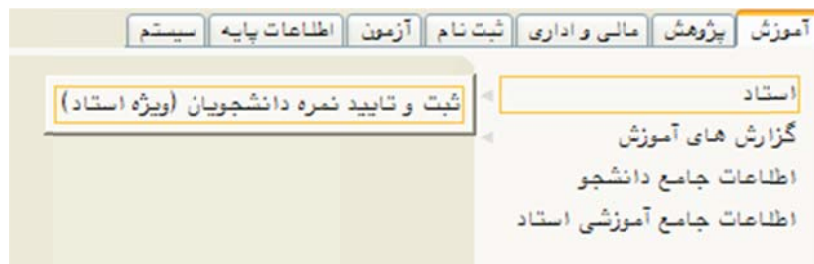 آموزش پژوهش مالی و اداری ثبت نام آزمون اطلاعات پایه سیستم
استاد
ثبت و تایید نمره دانشجویان (ویژه استاد)
گزارش های آموزش
اطلاعات جامع دانشجو
اطلاعات جامع آموزشی استاد